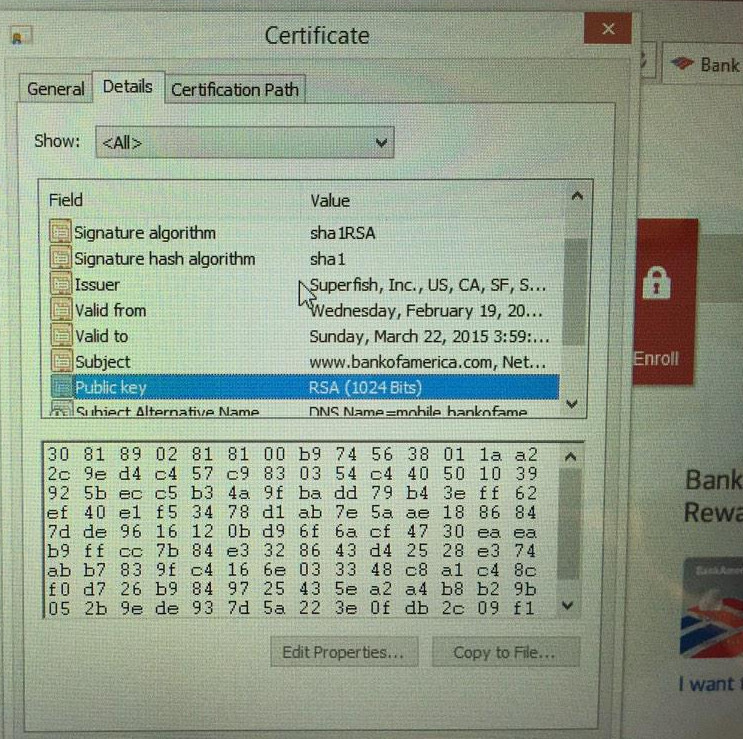 Certificate
Bank
General Details Certification Path
Show: <All>
Field Value
Signature algorithm sha1RSA
Signature hash algorithm sha1
Issuer Superfish, Inc., US, CA, SF, S...
Valid from Wednesday, February 19, 20...
Valid to Sunday, March 22, 2015 3:59:...
Subject www.bankofamerica.com, Net...
Public key RSA (1024 Bits)
Subject Alternative Name DNS Name=mobile.bankofame
Enroll
30 81 89 02 81 81 00 b9 74 56 38 01 1a a2
2c 9e d4 c4 57 c9 83 03 54 c4 40 50 10 39
92 5b ec c5 b3 4a 9f ba dd 79 b4 3e ff 62
ef 40 e1 f5 34 78 d1 ab 7e 5a ae 18 86 84
7d de 96 16 12 0b d9 6f 6a cf 47 30 ea ea
b9 ff cc 7b 84 e3 32 86 43 d4 25 28 e3 74
ab b7 83 9f c4 16 6e 03 33 48 c8 a1 c4 8c
f0 d7 26 b9 84 97 25 43 5e a2 a4 b8 b2 9b
05 2b 9e de 93 7d 5a 22 3e 0f db 2c 09 f1
Bank
Rewa
BankAmer
Edit Properties... Copy to File...
I want